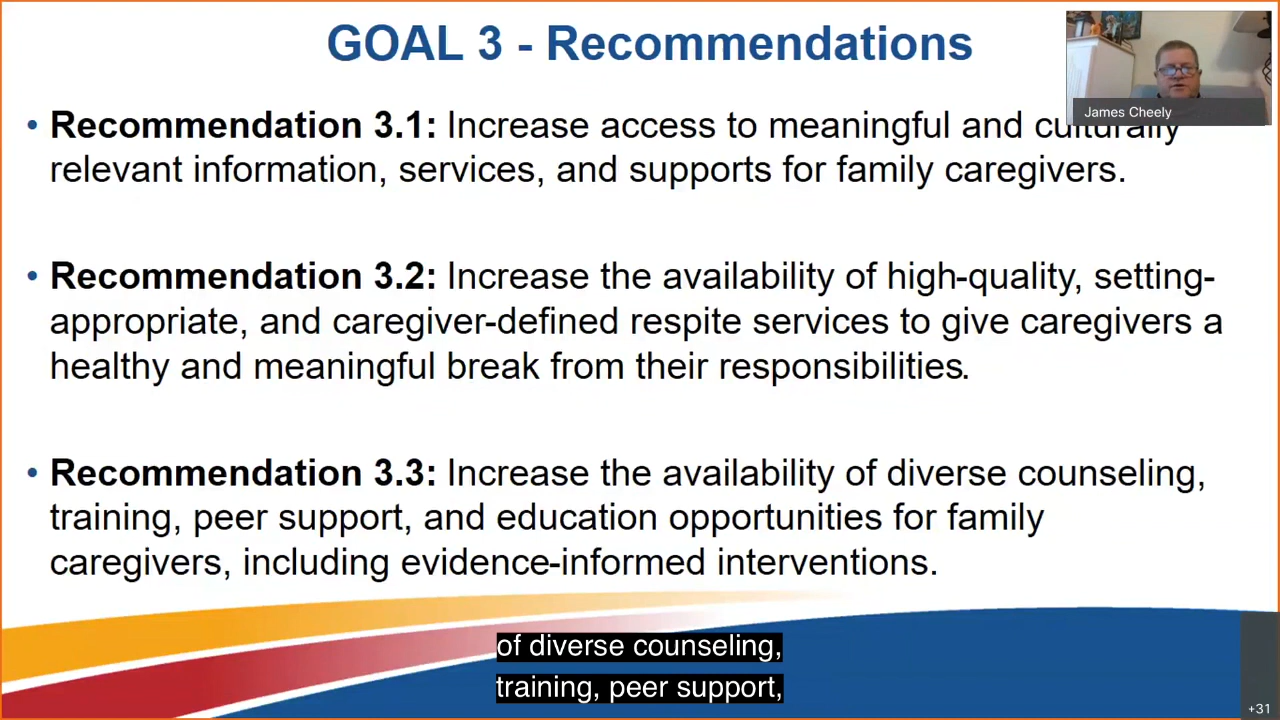 GOAL 3 - Recommendations
James Cheely
• Recommendation 3.1: Increase access to meaningful and culturally
relevant information, services, and supports for family caregivers.
• Recommendation 3.2: Increase the availability of high-quality, setting-
appropriate, and caregiver-defined respite services to give caregivers a
healthy and meaningful break from their responsibilities.
• Recommendation 3.3: Increase the availability of diverse counseling,
training, peer support, and education opportunities for family
caregivers, including evidence-informed interventions.
of diverse counseling,
training, peer support,
+31